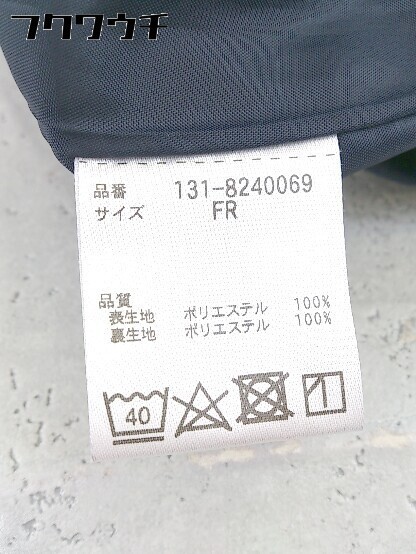 フクワウチ
品番 131-8240069
サイズ FR
品質
表生地 ポリエステル 100%
裏生地 ポリエステル 100%
40